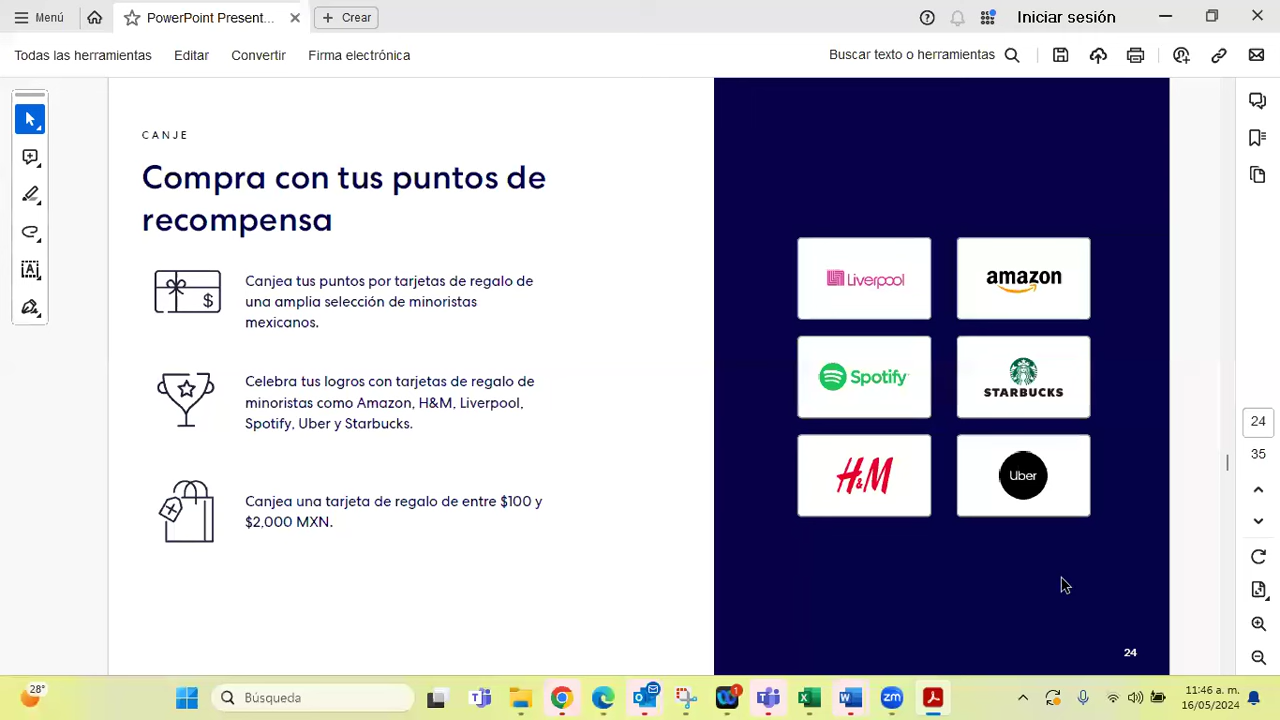 Menú
PowerPoint Present...
Crear
Iniciar sesión
Todas las herramientas
Editar
Convertir
Firma electrónica
Buscar texto o herramientas
CANJE
Compra con tus puntos de
recompensa
$
Canjea tus puntos por tarjetas de regalo de
una amplia selección de minoristas
mexicanos.
Celebra tus logros con tarjetas de regalo de
minoristas como Amazon, H&M, Liverpool,
Spotify, Uber y Starbucks.
Canjea una tarjeta de regalo de entre $100 y
$2,000 MXN.
Liverpool
amazon
Spotify
STARBUCKS
H&M
Uber
24
24
35
28°
Búsqueda
1
zm
11:46 a. m.
16/05/2024